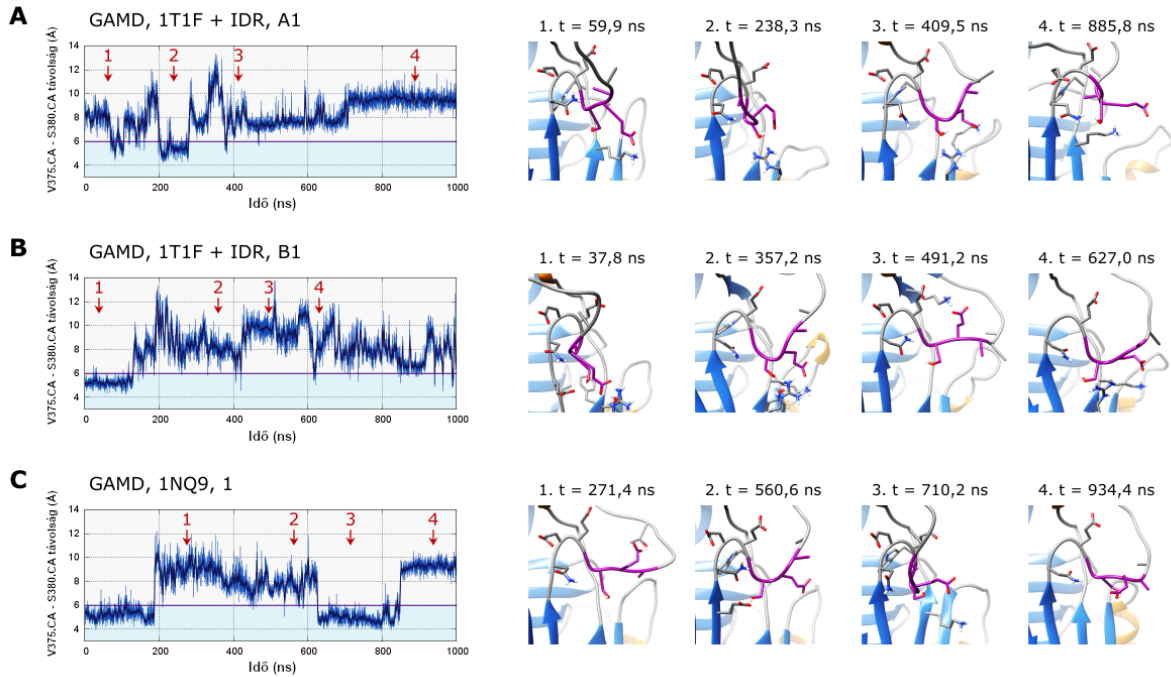 A
GAMD, 1T1F + IDR, A1
V375.CA - S380.CA távolság (Å)
14
12
10
8
6
4
1
2
3
4
0
200
400
600
800
1000
Idő (ns)
1. t = 59,9 ns
2. t = 238,3 ns
3. t = 409,5 ns
4. t = 885,8 ns
B
GAMD, 1T1F + IDR, B1
V375.CA - S380.CA távolság (Å)
14
12
10
8
6
4
1
2
3
4
0
200
400
600
800
1000
Idő (ns)
1. t = 37,8 ns
2. t = 357,2 ns
3. t = 491,2 ns
4. t = 627,0 ns
C
GAMD, 1NQ9, 1
V375.CA - S380.CA távolság (Å)
14
12
10
8
6
4
1
2
3
4
0
200
400
600
800
1000
Idő (ns)
1. t = 271,4 ns
2. t = 560,6 ns
3. t = 710,2 ns
4. t = 934,4 ns